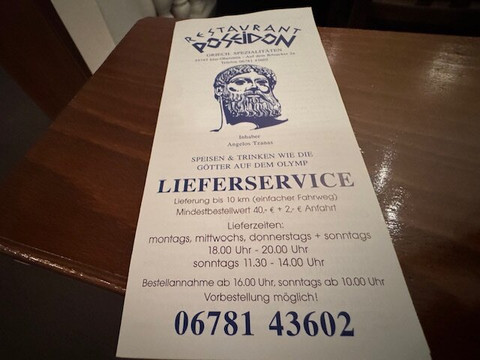 RESTAURANT
POSEIDON
GRIECH. SPEZIALITÄTEN
Inhaber
Angelos Tzanas
SPEISEN & TRINKEN WIE DIE
GÖTTER AUF DEM OLYMP
LIEFERSERVICE
Lieferung bis 10 km (einfacher Fahrweg)
Mindestbestellwert 40,- € + 2,- € Anfahrt
Lieferzeiten:
montags, mittwochs, donnerstags + sonntags
18.00 Uhr - 20.00 Uhr
sonntags 11.30 - 14.00 Uhr
Bestellannahme ab 16.00 Uhr, sonntags ab 10.00 Uhr
Vorbestellung möglich!
06781 43602